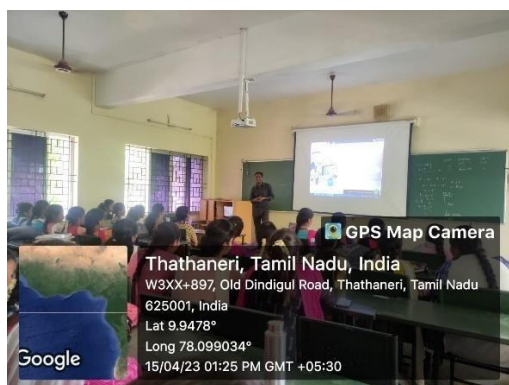 GPS Map Camera
Thathaneri, Tamil Nadu, India
W3XX+897, Old Dindigul Road, Thathaneri, Tamil Nadu
625001, India
Lat 9.9478°
Long 78.099034°
15/04/23 01:25 PM GMT +05:30
Google